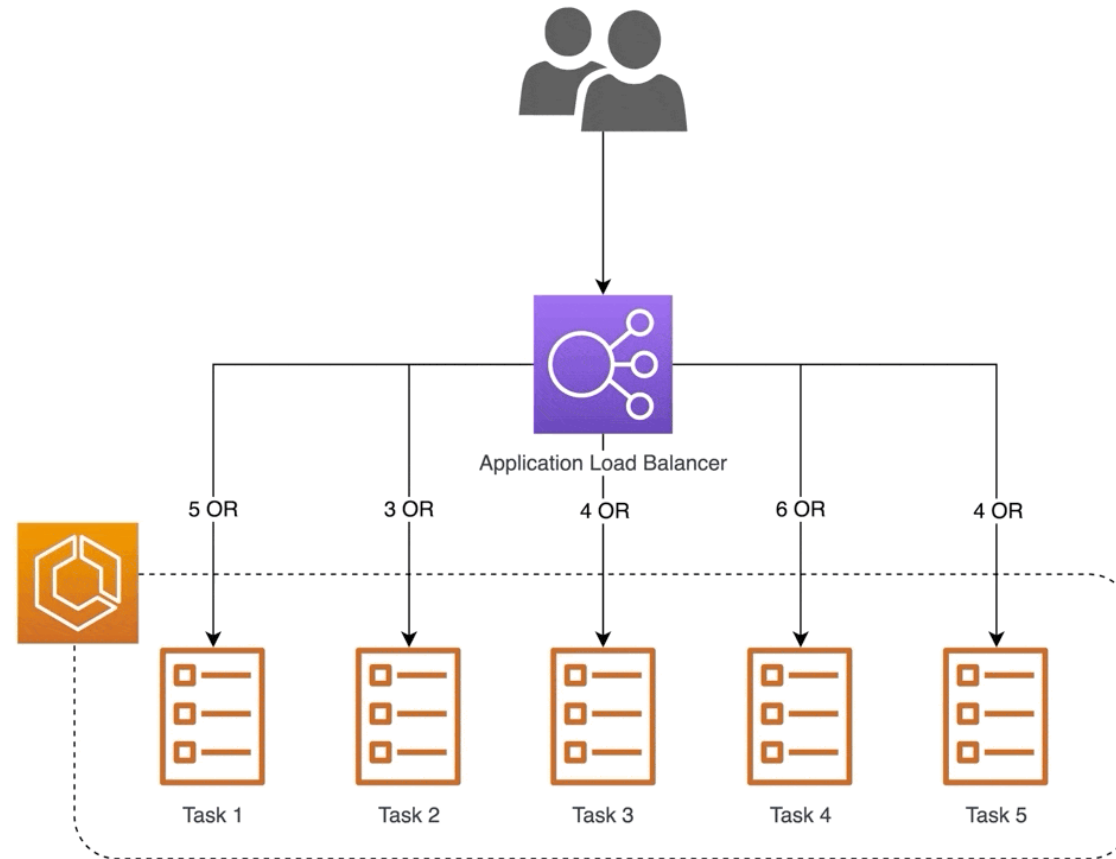 Application Load Balancer
5 OR
3 OR
4 OR
6 OR
4 OR
Task 1
Task 2
Task 3
Task 4
Task 5